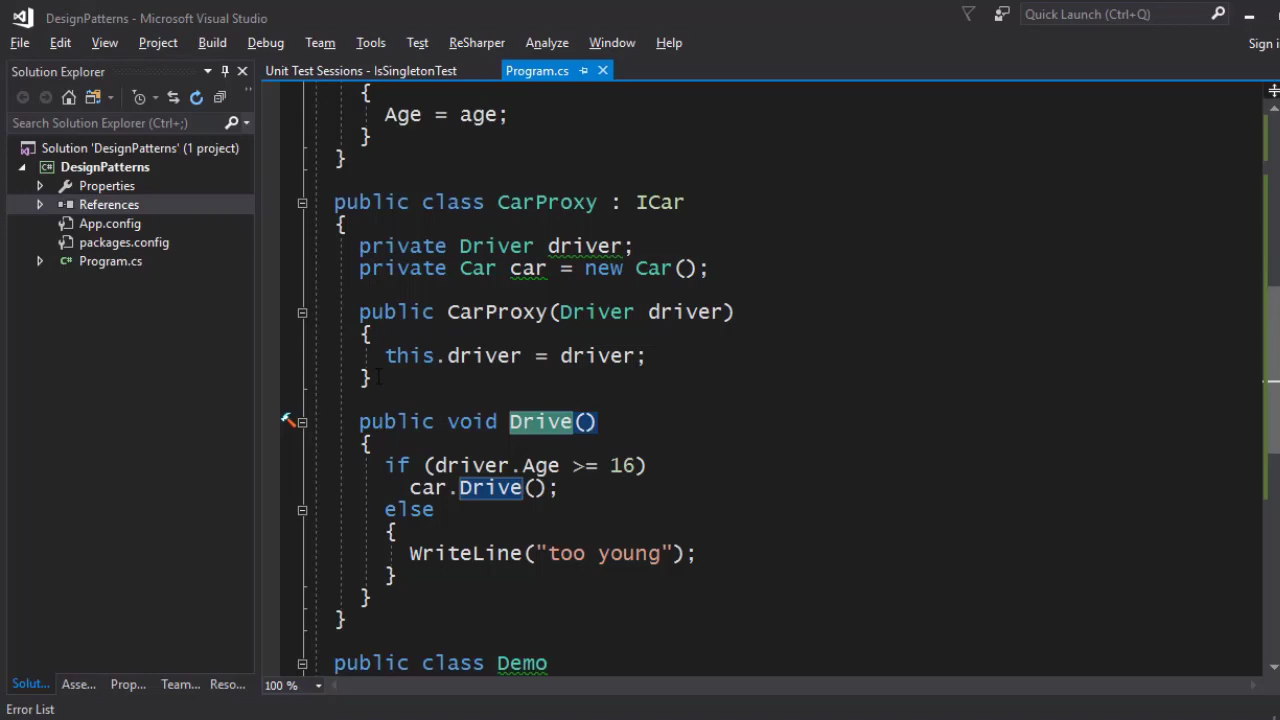 DesignPatterns - Microsoft Visual Studio
Quick Launch (Ctrl+Q)
File Edit View Project Build Debug Team Tools Test ReSharper Analyze Window Help
Sign i
Solution Explorer
Unit Test Sessions - IsSingletonTest
Program.cs
Search Solution Explorer (Ctrl+;)
Solution 'DesignPatterns' (1 project)
DesignPatterns
Properties
References
App.config
packages.config
Program.cs
{
Age = age;
}
}
public class CarProxy : ICar
{
private Driver driver;
private Car car = new Car();
public CarProxy(Driver driver)
{
this.driver = driver;
}
public void Drive()
{
if (driver.Age >= 16)
car.Drive();
else
{
WriteLine("too young");
}
}
}
public class Demo
Solut... Asse... Prop... Team... Reso...
100 %
Error List